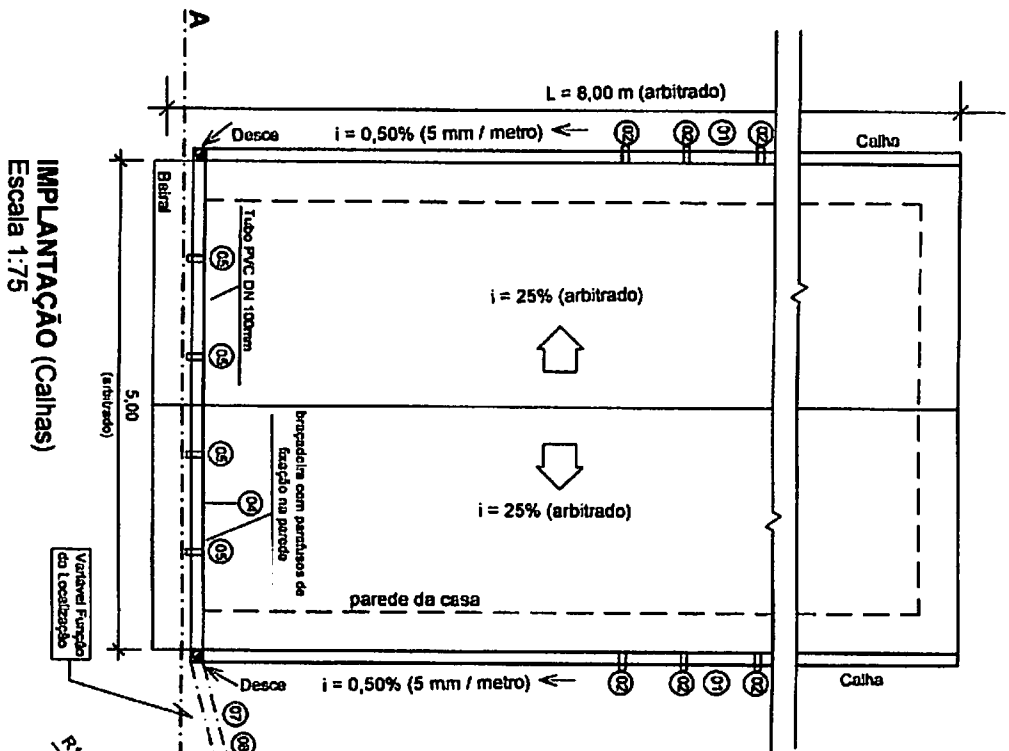 A
L = 8,00 m (arbitrado)
Desce
i = 0,50% (5 mm / metro)
02
02
01
02
Calha
Beiral
Tubo PVC DN 100mm
05
05
i = 25% (arbitrado)
5,00
(arbitrado)
braçadeira com parafusos de
fixação na parede
05
04
05
i = 25% (arbitrado)
parede da casa
Variável Função
da Localização
Desce
i = 0,50% (5 mm / metro)
02
02
01
02
Calha
07
08
IMPLANTAÇÃO (Calhas)
Escala 1:75